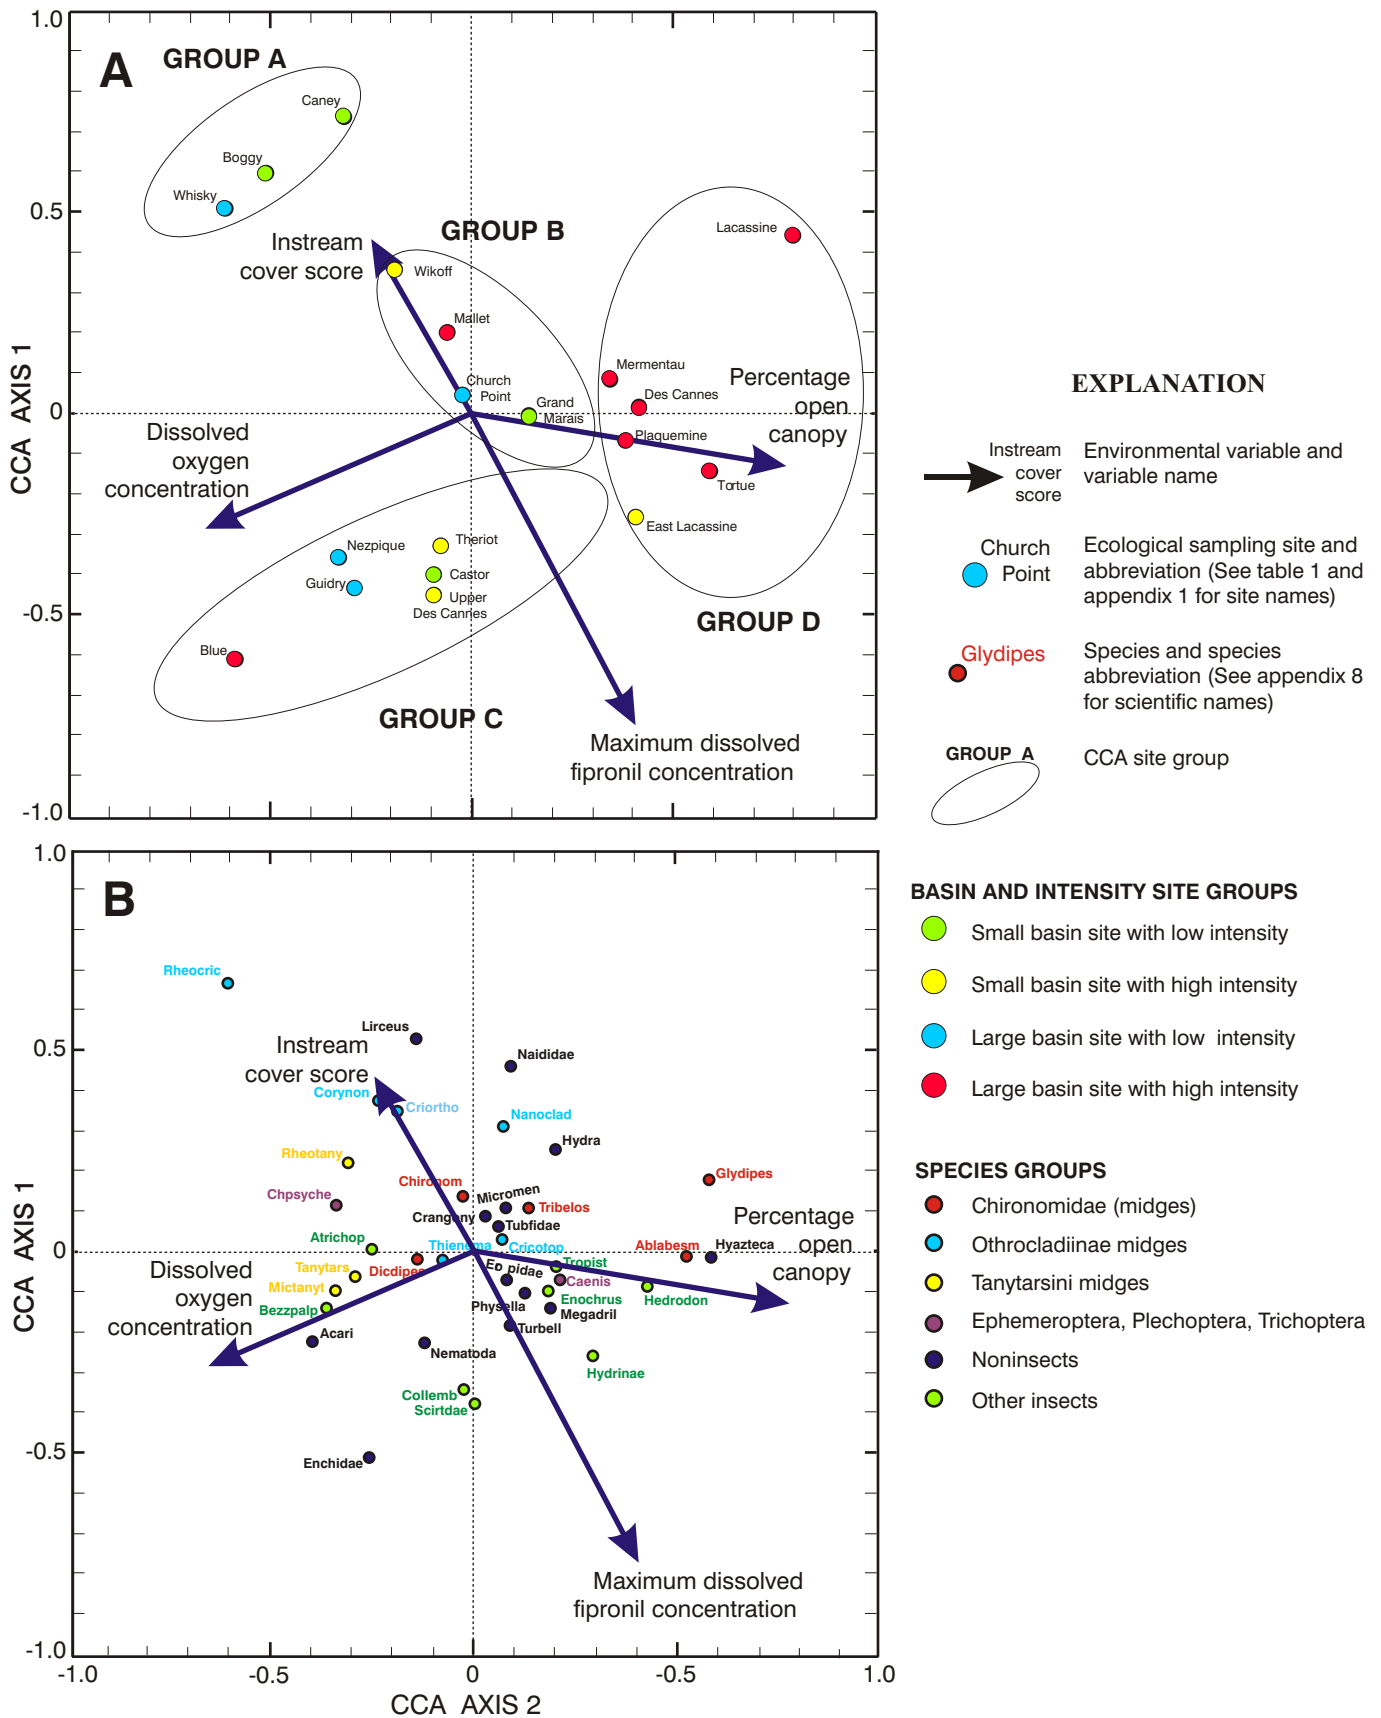 1.0
A
GROUP A
Caney
Boggy
Whisky
0.5
Instream
cover score
GROUP B
Wikoff
Mallet
Church
Point
Grand
Marais
Lacassine
Mermentau
Des Cannes
Plaquemine
Tortue
East Lacassine
Percentage
open
canopy
GROUP D
0
CCA AXIS 1
Dissolved
oxygen
concentration
Nezpique
Guidry
Theriot
Castor
Upper
Des Cannes
Blue
-0.5
GROUP C
Maximum dissolved
fipronil concentration
-1.0
EXPLANATION
Instream
cover
score
Environmental variable and
variable name
Church
Point
Ecological sampling site and
abbreviation (See table 1 and
appendix 1 for site names)
Glydipes
Species and species
abbreviation (See appendix 8
for scientific names)
GROUP A
CCA site group
BASIN AND INTENSITY SITE GROUPS
Small basin site with low intensity
Small basin site with high intensity
Large basin site with low intensity
Large basin site with high intensity
SPECIES GROUPS
Chironomidae (midges)
Othrocladiinae midges
Tanytarsini midges
Ephemeroptera, Plechoptera, Trichoptera
Noninsects
Other insects
1.0
B
Rheocric
Lirceus
0.5
Instream
cover score
Naididae
Corynon
Criortho
Nanoclad
Hydra
Rheotany
Chpsyche
Chironom
Micromen
Tribelos
Glydipes
Crangony
Tubfidae
Percentage
open
canopy
Atrichop
Thienema
Cricotop
Ablabesm
Hyazteca
0
CCA AXIS 1
Dissolved
oxygen
concentration
Tanytars
Dicdipes
Tropist
Mictanyt
Caenis
Bezzpalp
Enochrus
Hedrodon
Physella
Megadril
Acari
Turbell
Nematoda
Hydrinae
Collemb
Scirtdae
-0.5
Enchidae
Maximum dissolved
fipronil concentration
-1.0
-1.0
-0.5
0
-0.5
1.0
CCA AXIS 2